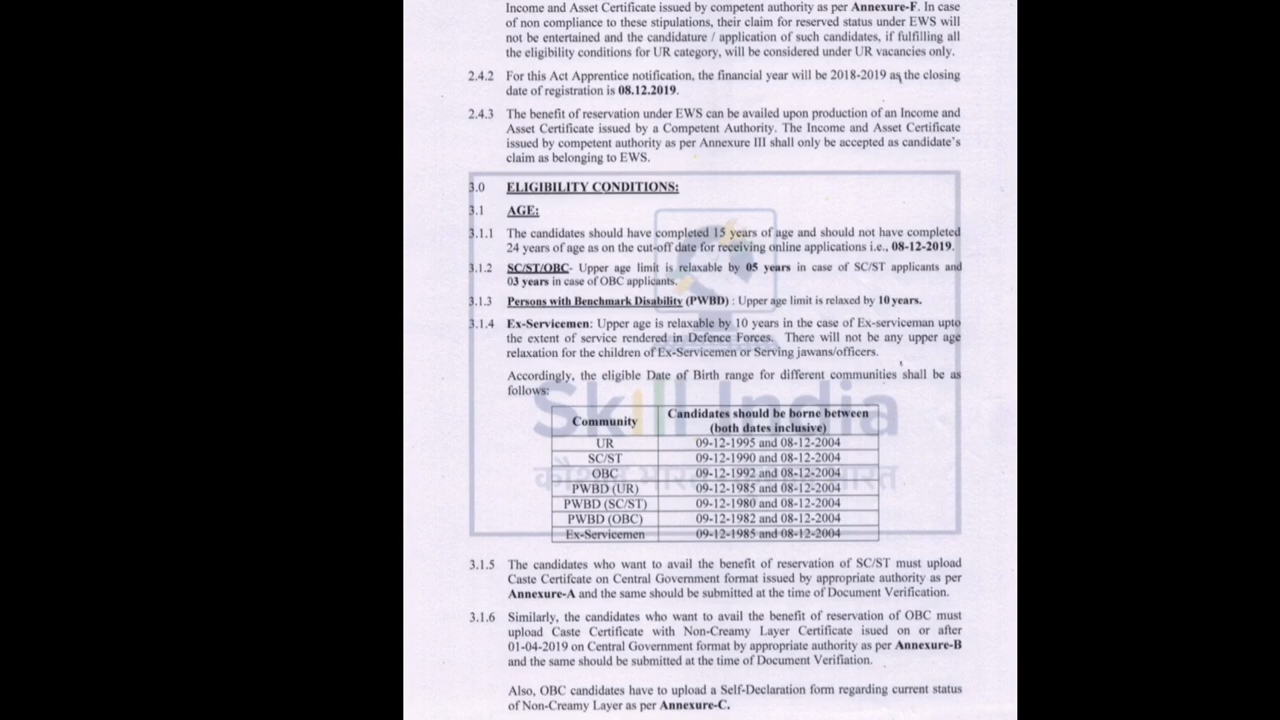 Income and Asset Certificate issued by competent authority as per Annexure-F. In case
of non compliance to these stipulations, their claim for reserved status under EWS will
not be entertained and the candidature / application of such candidates, if fulfilling all
the eligibility conditions for UR category, will be considered under UR vacancies only.
2.4.2 For this Act Apprentice notification, the financial year will be 2018-2019 as the closing
date of registration is 08.12.2019.
2.4.3 The benefit of reservation under EWS can be availed upon production of an Income and
Asset Certificate issued by a Competent Authority. The Income and Asset Certificate
issued by competent authority as per Annexure III shall only be accepted as candidate's
claim as belonging to EWS.
3.0 ELIGIBILITY CONDITIONS:
3.1 AGE:
3.1.1 The candidates should have completed 15 years of age and should not have completed
24 years of age as on the cut-off date for receiving online applications i.e., 08-12-2019.
3.1.2 SC/ST/OBC- Upper age limit is relaxable by 05 years in case of SC/ST applicants and
03 years in case of OBC applicants.
3.1.3 Persons with Benchmark Disability (PWBD) : Upper age limit is relaxed by 10 years.
3.1.4 Ex-Servicemen: Upper age is relaxable by 10 years in the case of Ex-serviceman upto
the extent of service rendered in Defence Forces. There will not be any upper age
relaxation for the children of Ex-Servicemen or Serving jawans/officers.
Accordingly, the eligible Date of Birth range for different communities shall be as
follows:
Skill India
Community Candidates should be borne between
(both dates inclusive)
UR 09-12-1995 and 08-12-2004
SC/ST 09-12-1990 and 08-12-2004
OBC 09-12-1992 and 08-12-2004
PWBD (UR) 09-12-1985 and 08-12-2004
PWBD (SC/ST) 09-12-1980 and 08-12-2004
PWBD (OBC) 09-12-1982 and 08-12-2004
Ex-Servicemen 09-12-1985 and 08-12-2004
3.1.5 The candidates who want to avail the benefit of reservation of SC/ST must upload
Caste Certifcate on Central Government format issued by appropriate authority as per
Annexure-A and the same should be submitted at the time of Document Verification.
3.1.6 Similarly, the candidates who want to avail the benefit of reservation of OBC must
upload Caste Certificate with Non-Creamy Layer Certificate isued on or after
01-04-2019 on Central Government format by appropriate authority as per Annexure-B
and the same should be submitted at the time of Document Verifiation.
Also, OBC candidates have to upload a Self-Declaration form regarding current status
of Non-Creamy Layer as per Annexure-C.